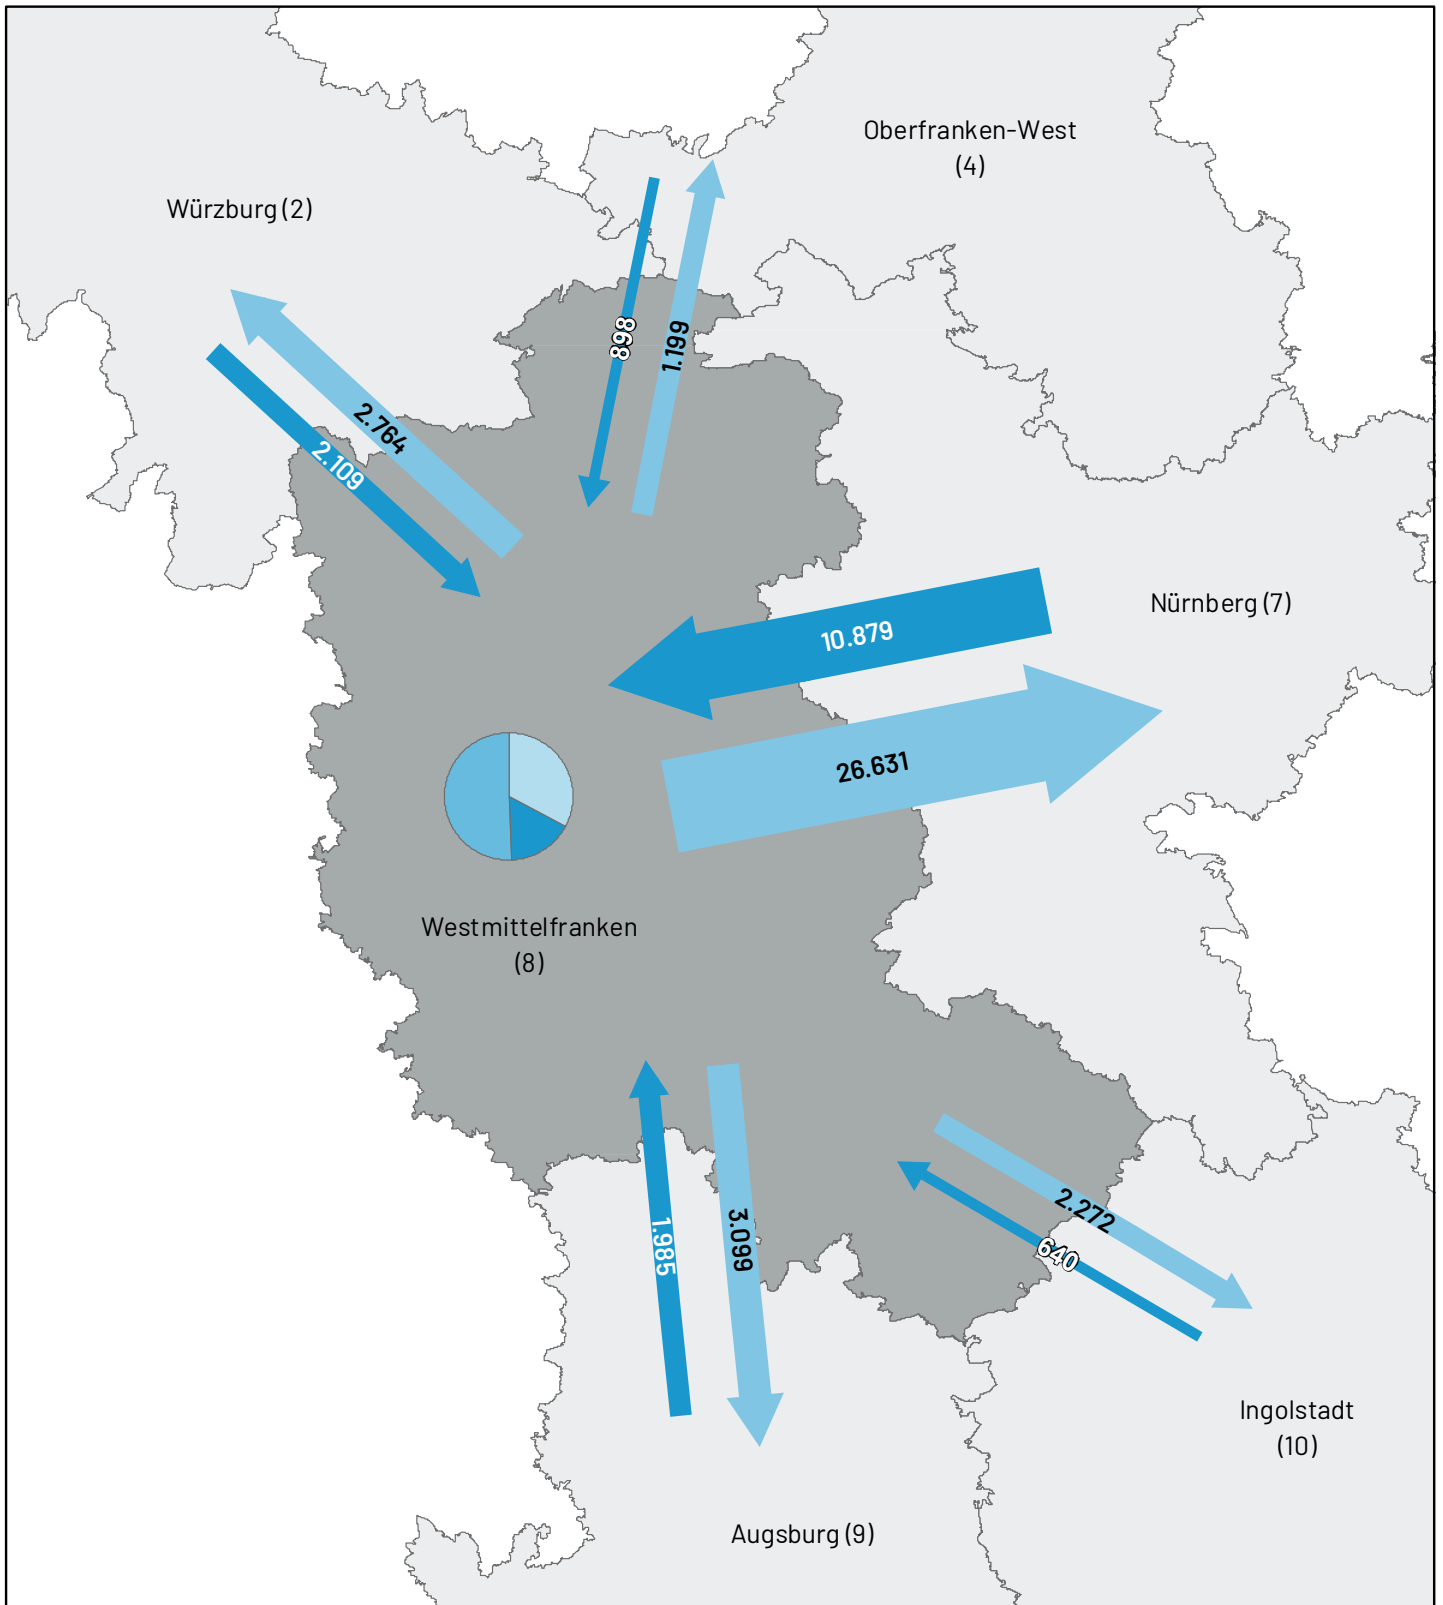 Oberfranken-West
(4)
Würzburg (2)
898
1.199
2.764
2.109
Nürnberg (7)
10.879
26.631
Westmittelfranken
(8)
1.985
3.099
2.272
640
Ingolstadt
(10)
Augsburg (9)